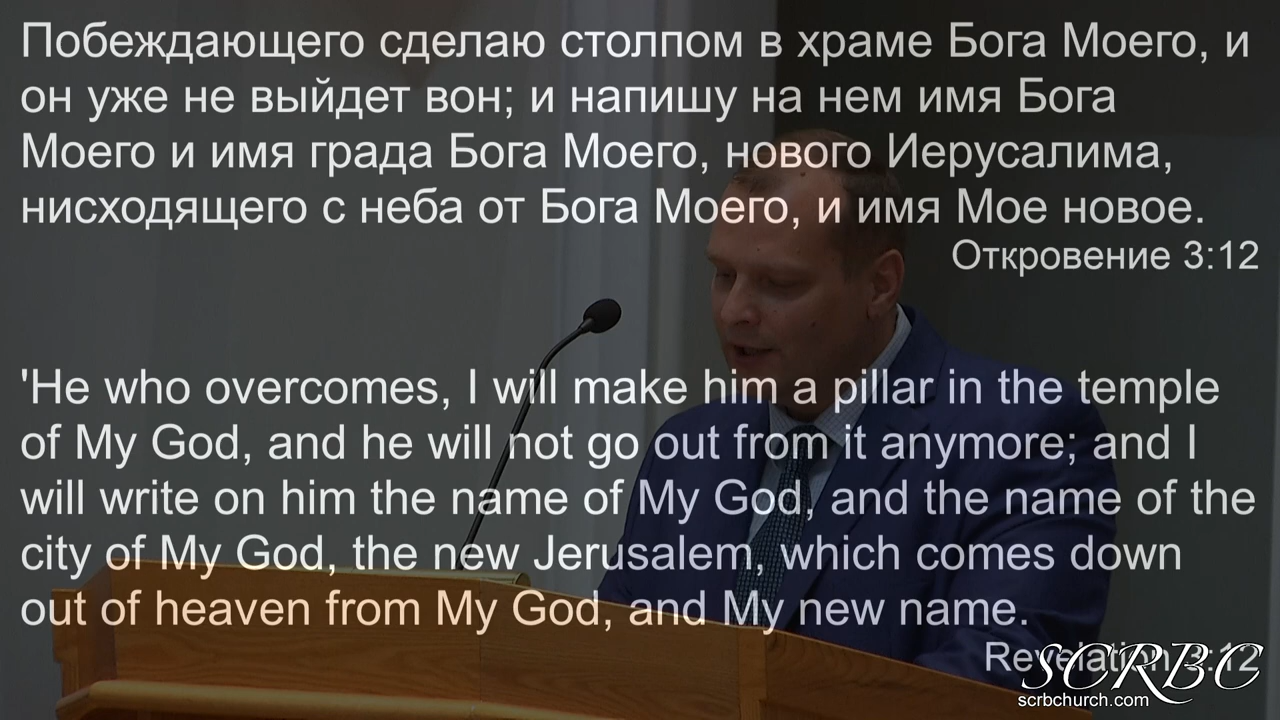 Побеждающего сделаю столпом в храме Бога Моего, и
он уже не выйдет вон; и напишу на нем имя Бога
Моего и имя града Бога Моего, нового Иерусалима,
нисходящего с неба от Бога Моего, и имя Мое новое.
Откровение 3:12
'He who overcomes, I will make him a pillar in the temple
of My God, and he will not go out from it anymore; and I
will write on him the name of My God, and the name of the
city of My God, the new Jerusalem, which comes down
out of heaven from My God, and My new name.
Revelation 3:12
SCRBC
scrbchurch.com